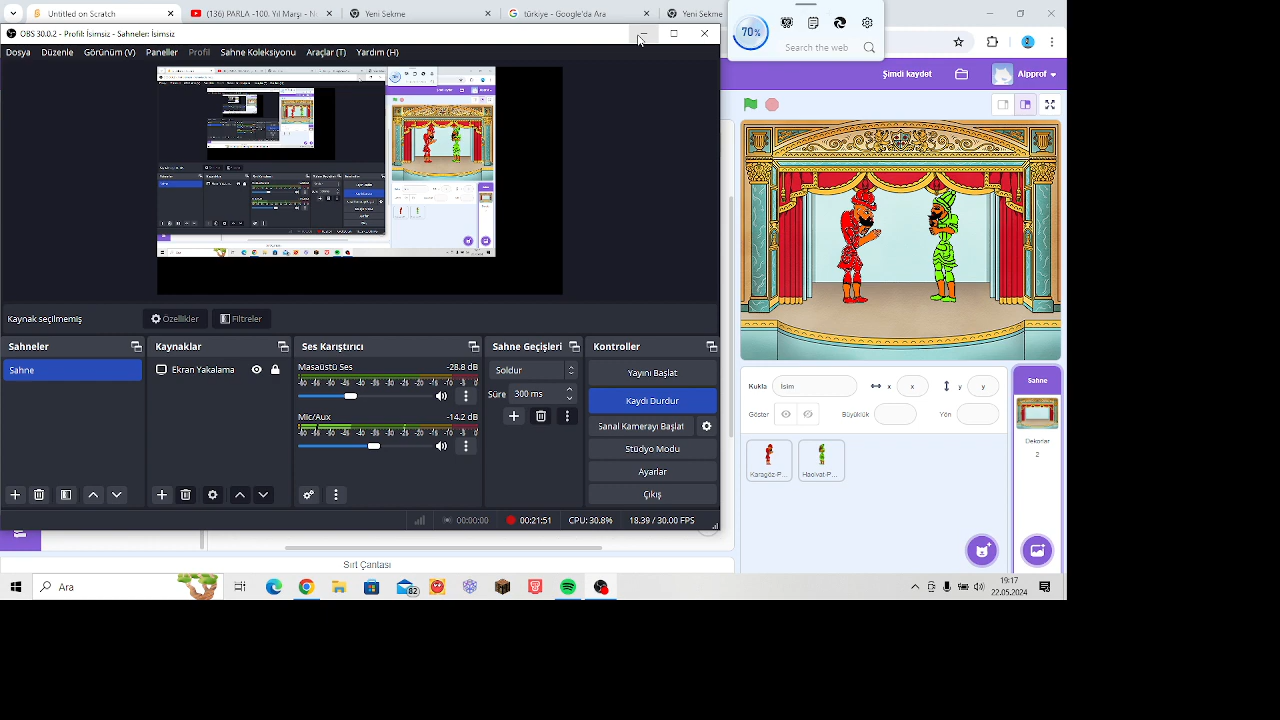 Untitled on Scratch
(136) PARLA -100. Yıl Marşı - N
Yeni Sekme
türkiye - Google'da Ara
Yeni Sekme
70%
Search the web
OBS 30.0.2 - Profil: İsimsiz - Sahneler: İsimsiz
Dosya
Düzenle
Görünüm (V)
Paneller
Profil
Sahne Koleksiyonu
Araçlar (T)
Yardım (H)
Kaynak seçilmemiş
Özellikler
Filtreler
Sahne
Kaynaklar
Ses Karıştırıcı
Sahne Geçişleri
Kontroller
Sahne
Ekran Yakalama
Masaüstü Ses
-28.8 dB
Mic/Aux
-14.2 dB
Soldur
Süre
300 ms
Yayını Başlat
Kaydı Durdur
Sanal Kamerayı Başlat
Stüdyo Modu
Ayarlar
Çıkış
00:00:00
00:21:51
CPU: 30.8%
18.39 / 30.00 FPS
Kukla
İsim
x
x
y
y
Göster
Büyüklük
Yön
Karagöz-P...
Hacivat-P...
Sahne
Dekorlar
2
Sırt Çantası
Ara
82
19:17
22.05.2024